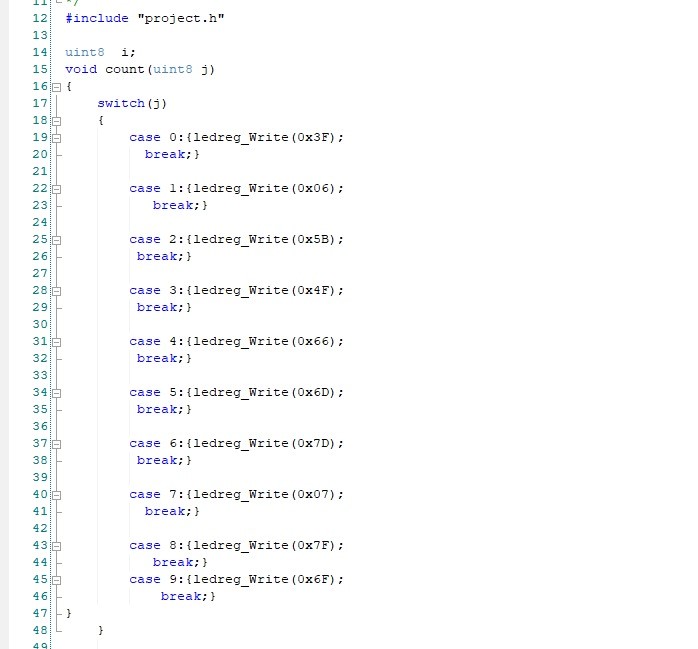 11 */
12 #include "project.h"
13
14 uint8  i;
15 void count(uint8 j)
16 {
17     switch(j)
18     {
19         case 0:{ledreg_Write(0x3F);
20           break;}
21
22         case 1:{ledreg_Write(0x06);
23            break;}
24
25         case 2:{ledreg_Write(0x5B);
26          break;}
27
28         case 3:{ledreg_Write(0x4F);
29          break;}
30
31         case 4:{ledreg_Write(0x66);
32          break;}
33
34         case 5:{ledreg_Write(0x6D);
35          break;}
36
37         case 6:{ledreg_Write(0x7D);
38          break;}
39
40         case 7:{ledreg_Write(0x07);
41           break;}
42
43         case 8:{ledreg_Write(0x7F);
44            break;}
45         case 9:{ledreg_Write(0x6F);
46             break;}
47 }
48     }
49